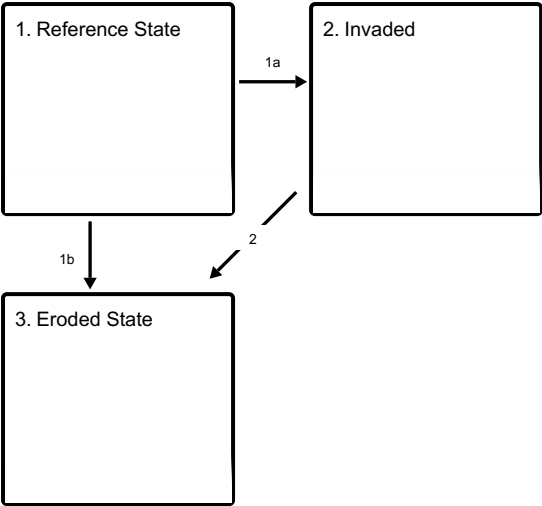 1. Reference State
1a
2. Invaded
1b
2
3. Eroded State